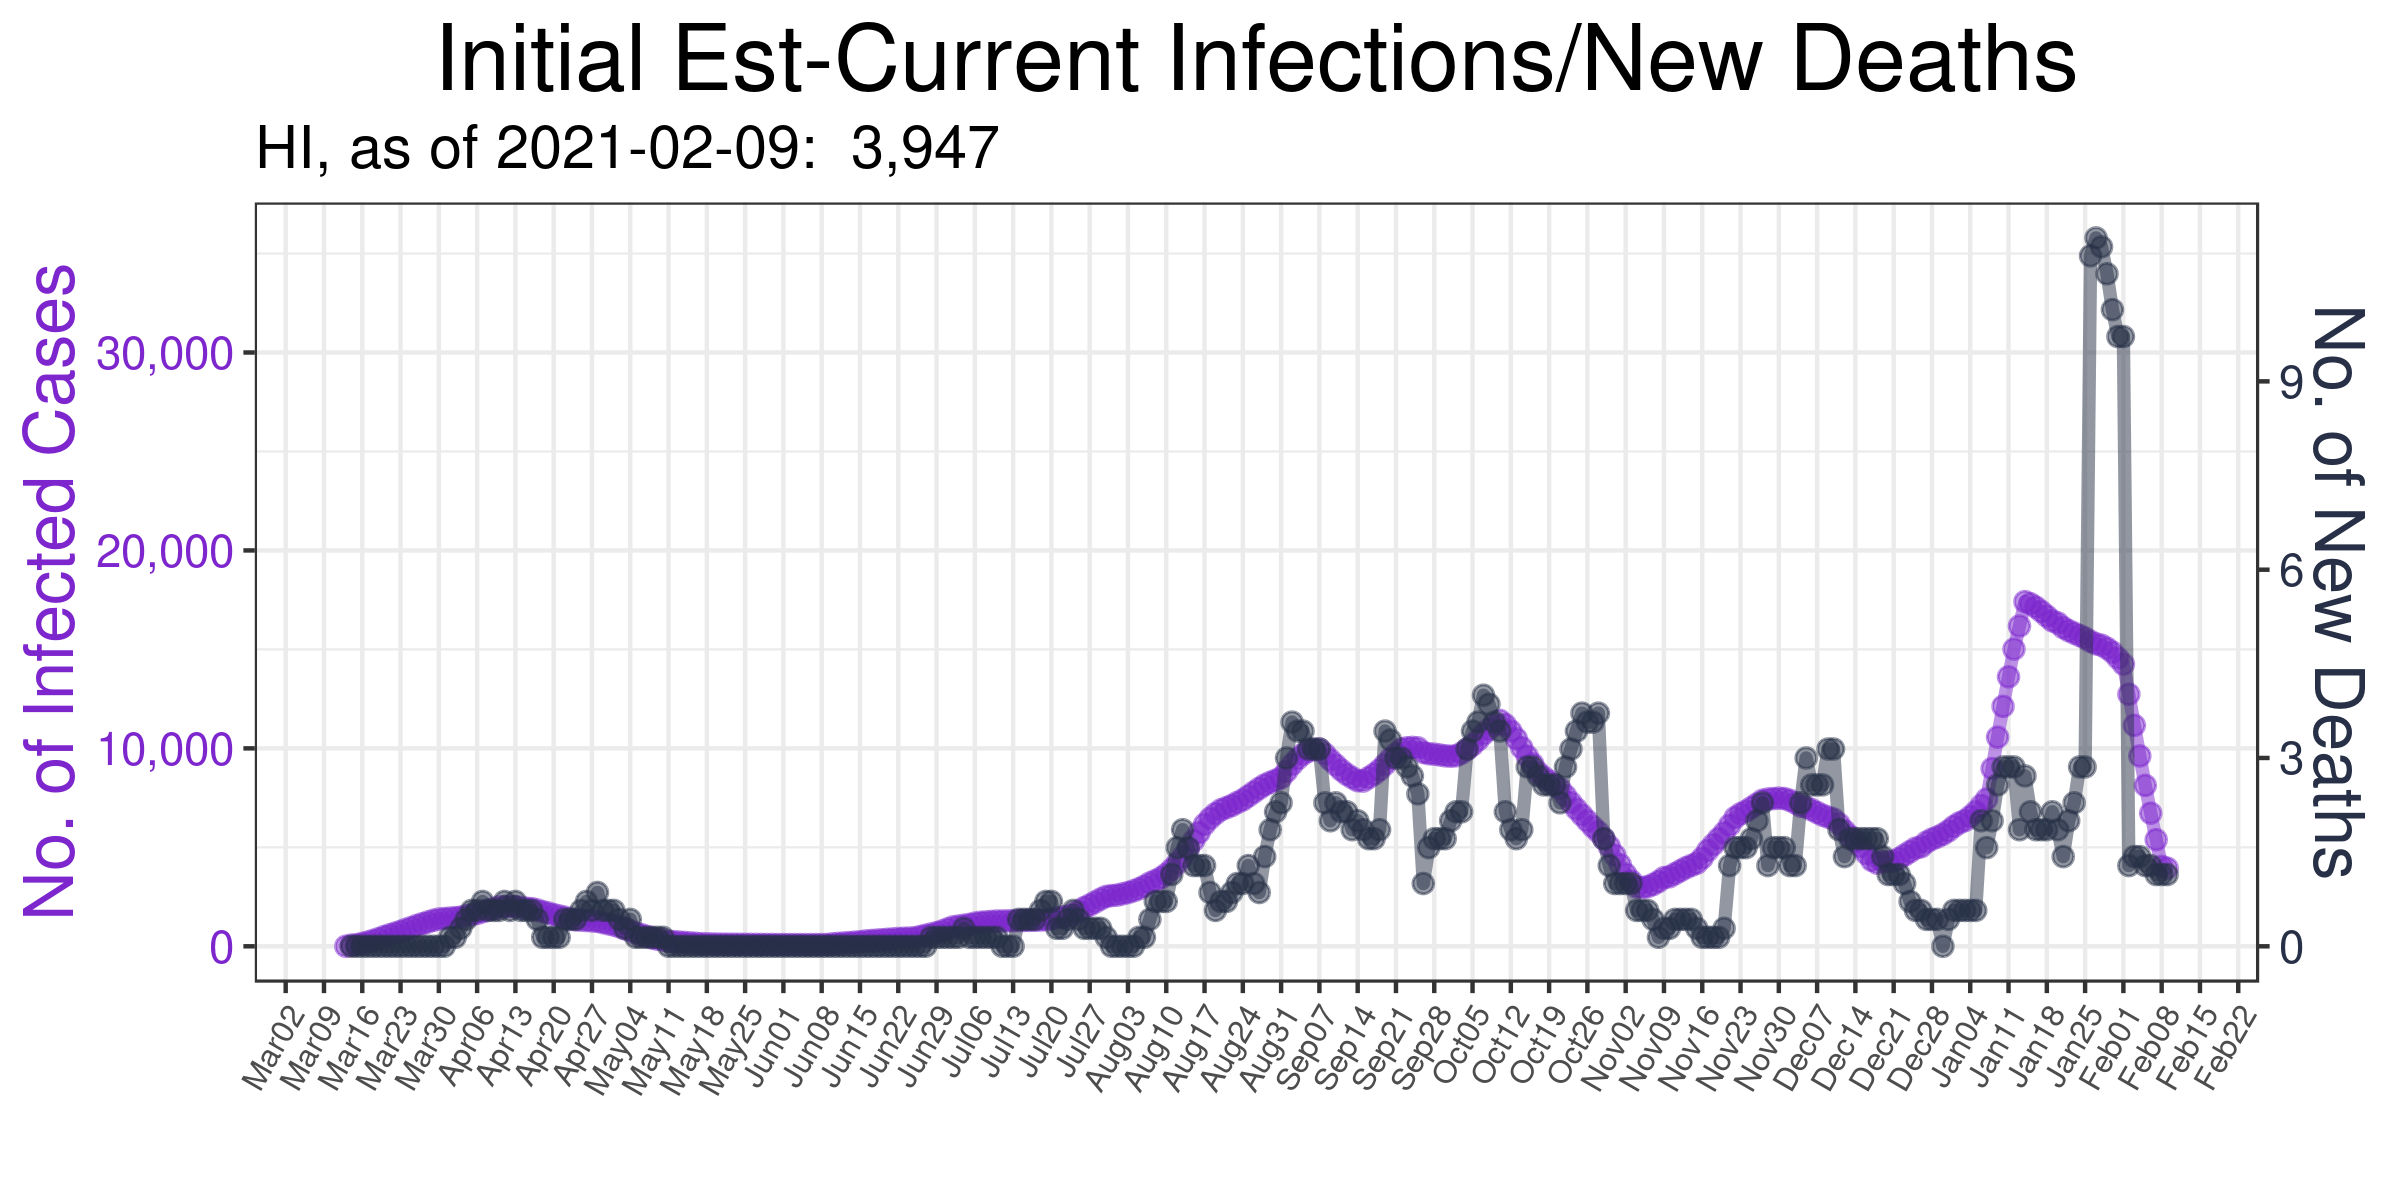 Initial Est-Current Infections/New Deaths
HI, as of 2021-02-09:  3,947
No. of Infected Cases
30,000
20,000
10,000
0
9
6
3
0
No. of New Deaths
Mar02
Mar09
Mar16
Mar23
Mar30
Apr06
Apr13
Apr20
Apr27
May04
May11
May18
May25
Jun01
Jun08
Jun15
Jun22
Jun29
Jul06
Jul13
Jul20
Jul27
Aug03
Aug10
Aug17
Aug24
Aug31
Sep07
Sep14
Sep21
Sep28
Oct05
Oct12
Oct19
Oct26
Nov02
Nov09
Nov16
Nov23
Nov30
Dec07
Dec14
Dec21
Dec28
Jan04
Jan11
Jan18
Jan25
Feb01
Feb08
Feb15
Feb22